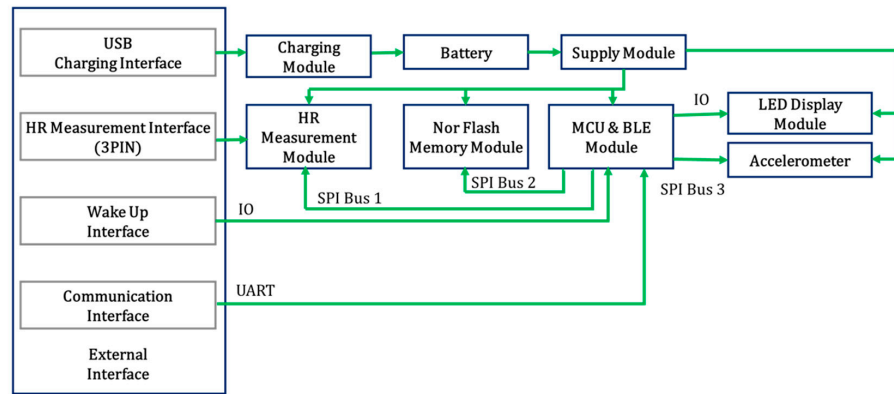 USB
Charging Interface
Charging
Module
Battery
Supply Module
HR Measurement Interface
(3PIN)
HR
Measurement
Module
Nor Flash
Memory Module
MCU & BLE
Module
IO
LED Display
Module
Accelerometer
SPI Bus 1
SPI Bus 2
SPI Bus 3
Wake Up
Interface
IO
Communication
Interface
UART
External
Interface